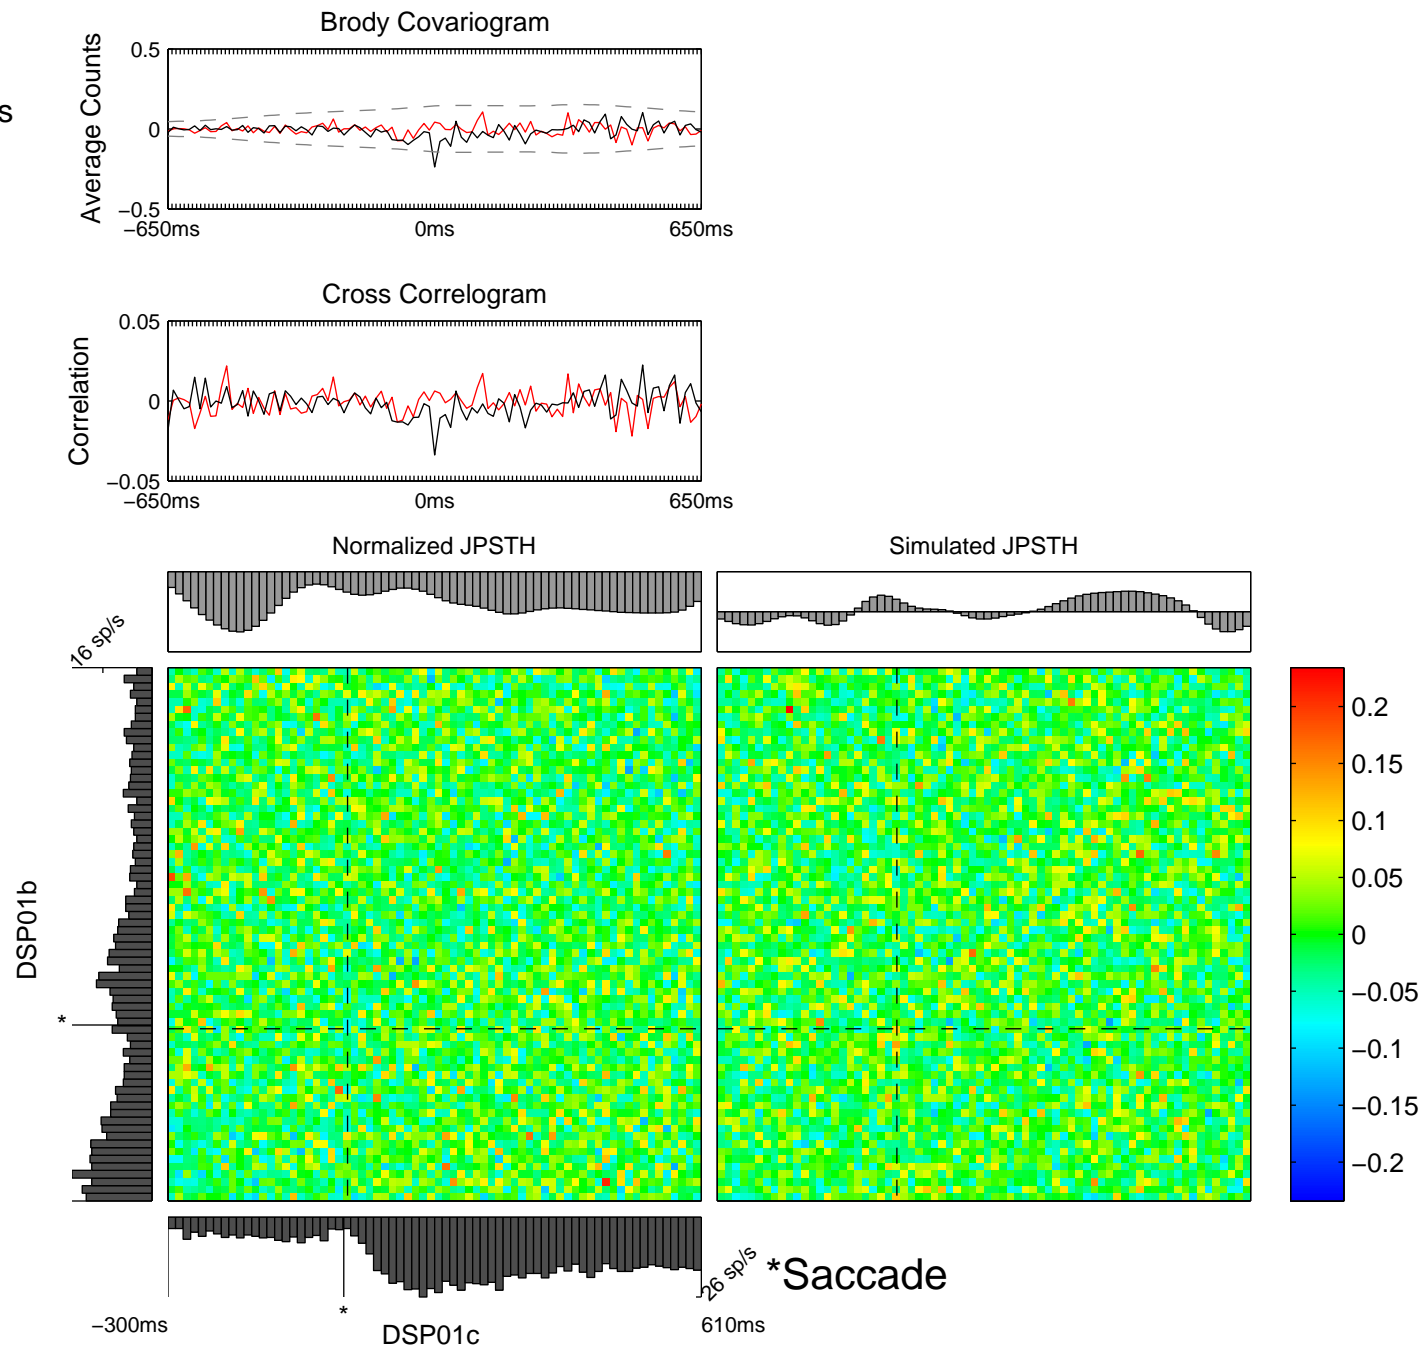 Brody Covariogram
s
Average Counts
0.5
0
−0.5
−650ms
0ms
650ms
Cross Correlogram
Correlation
0.05
0
−0.05
−650ms
0ms
650ms
Normalized JPSTH
Simulated JPSTH
16 sp/s
DSP01b
*
0.2
0.15
0.1
0.05
0
−0.05
−0.1
−0.15
−0.2
26 sp/s
*Saccade
*
−300ms
DSP01c
610ms